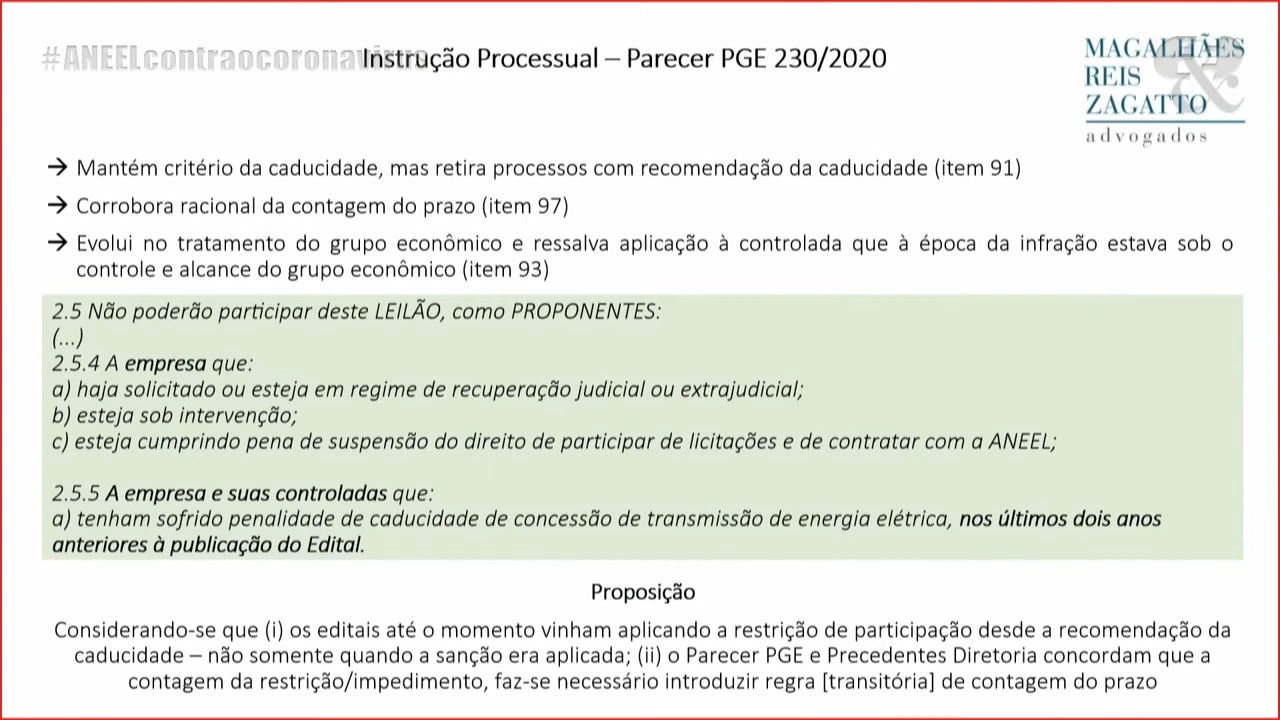 #ANEELcontraocoronavírus
Instrução Processual – Parecer PGE 230/2020
MAGALHÃES
REIS
ZAGATTO
&
advogados
→ Mantém critério da caducidade, mas retira processos com recomendação da caducidade (item 91)
→ Corrobora racional da contagem do prazo (item 97)
→ Evolui no tratamento do grupo econômico e ressalva aplicação à controlada que à época da infração estava sob o
controle e alcance do grupo econômico (item 93)
2.5 Não poderão participar deste LEILÃO, como PROPONENTES:
(...)
2.5.4 A empresa que:
a) haja solicitado ou esteja em regime de recuperação judicial ou extrajudicial;
b) esteja sob intervenção;
c) esteja cumprindo pena de suspensão do direito de participar de licitações e de contratar com a ANEEL;
2.5.5 A empresa e suas controladas que:
a) tenham sofrido penalidade de caducidade de concessão de transmissão de energia elétrica, nos últimos dois anos
anteriores à publicação do Edital.
Proposição
Considerando-se que (i) os editais até o momento vinham aplicando a restrição de participação desde a recomendação da
caducidade – não somente quando a sanção era aplicada; (ii) o Parecer PGE e Precedentes Diretoria concordam que a
contagem da restrição/impedimento, faz-se necessário introduzir regra [transitória] de contagem do prazo